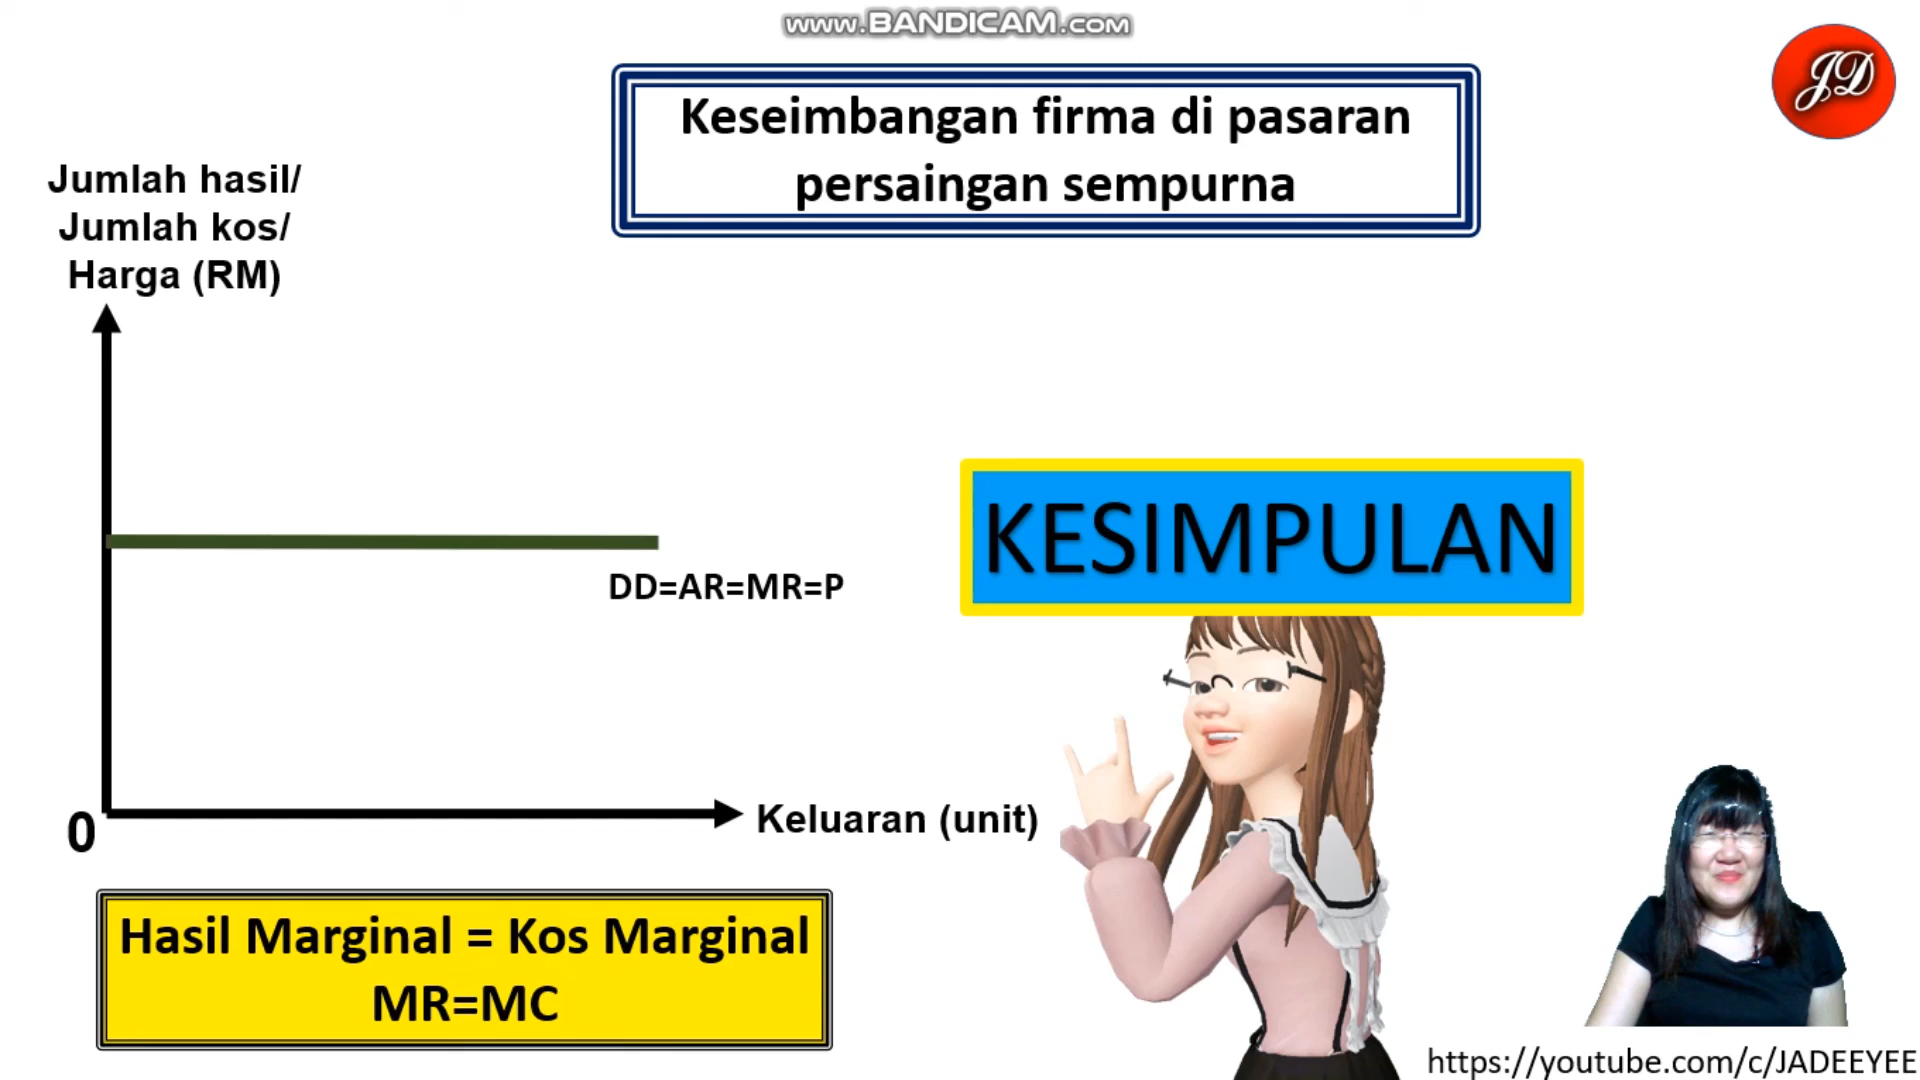 www.BANDICAM.com
JD
Keseimbangan firma di pasaran
persaingan sempurna
Jumlah hasil/
Jumlah kos/
Harga (RM)
KESIMPULAN
DD=AR=MR=P
0
Keluaran (unit)
Hasil Marginal = Kos Marginal
MR=MC
https://youtube.com/c/JADEEYEE